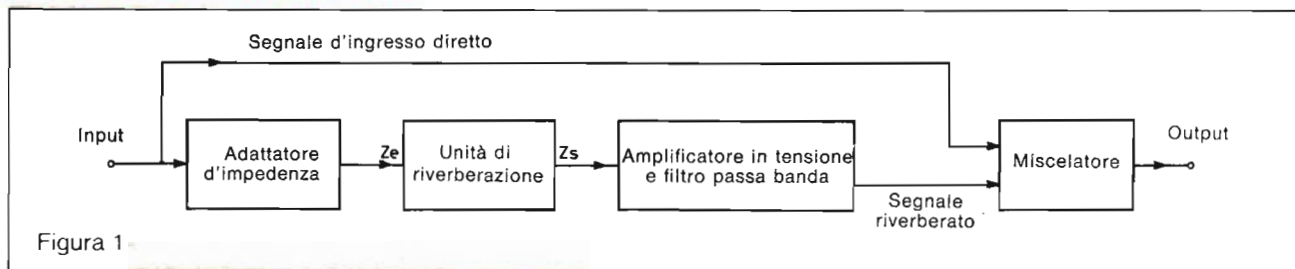 Segnale d'ingresso diretto
Input
Adattatore
d'impedenza
Ze
Unità di
riverberazione
Zs
Amplificatore in tensione
e filtro passa banda
Segnale
riverberato
Miscelatore
Output
Figura 1